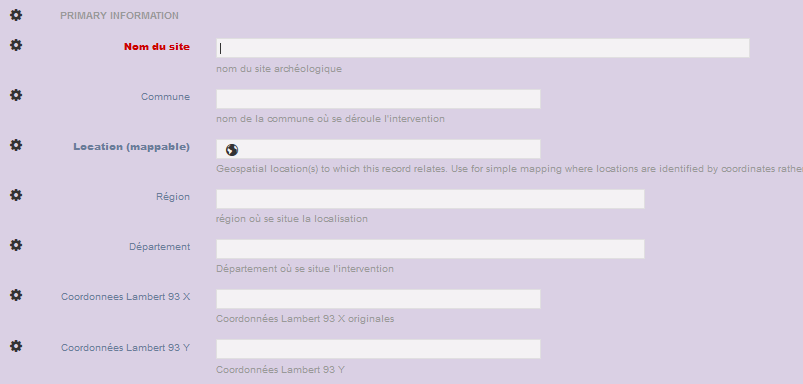 PRIMARY INFORMATION
Nom du site
nom du site archéologique
Commune
nom de la commune où se déroule l'intervention
Location (mappable)
Geospatial location(s) to which this record relates. Use for simple mapping where locations are identified by coordinates rathe
Région
région où se situe la localisation
Département
Département où se situe l'intervention
Coordonnees Lambert 93 X
Coordonnées Lambert 93 X originales
Coordonnées Lambert 93 Y
Coordonnées Lambert 93 Y